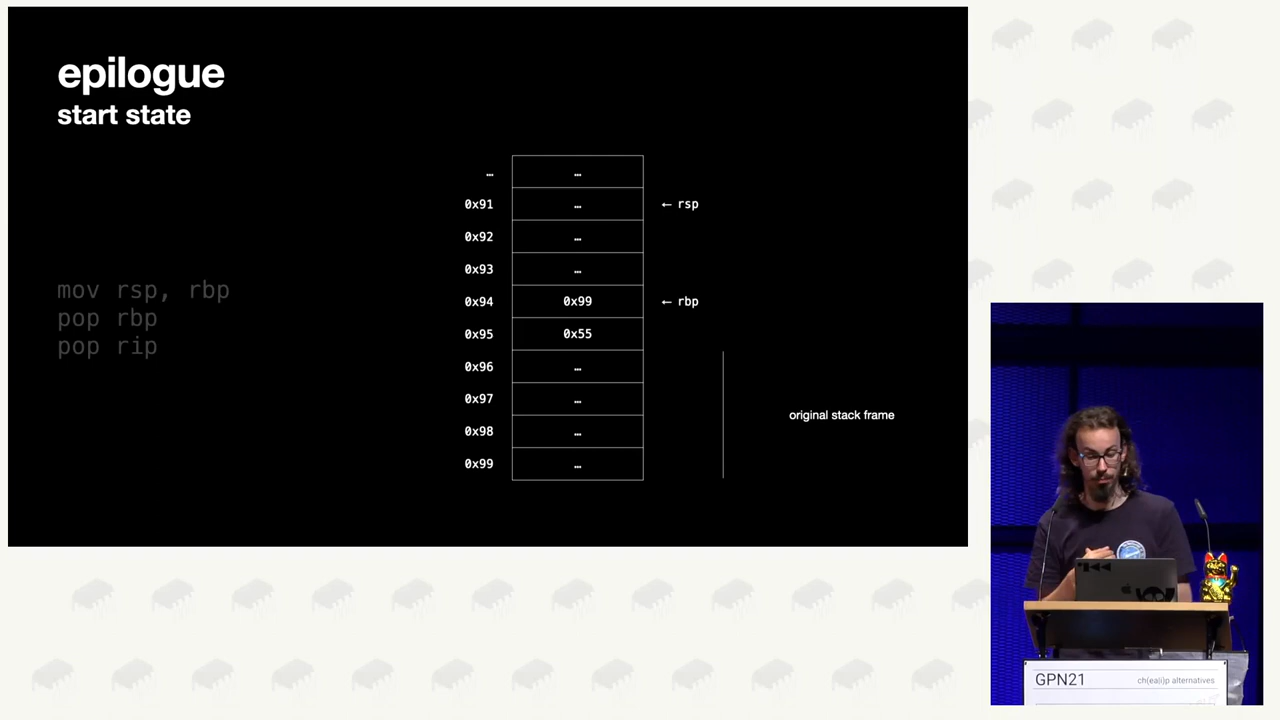 epilogue
start state
… …
0x91 … ← rsp
0x92 …
0x93 …
mov rsp, rbp
0x94 0x99 ← rbp
pop rbp
0x95 0x55
pop rip
0x96 …
0x97 …
original stack frame
0x98 …
0x99 …
GPN21 ch(ea(i)p alternatives